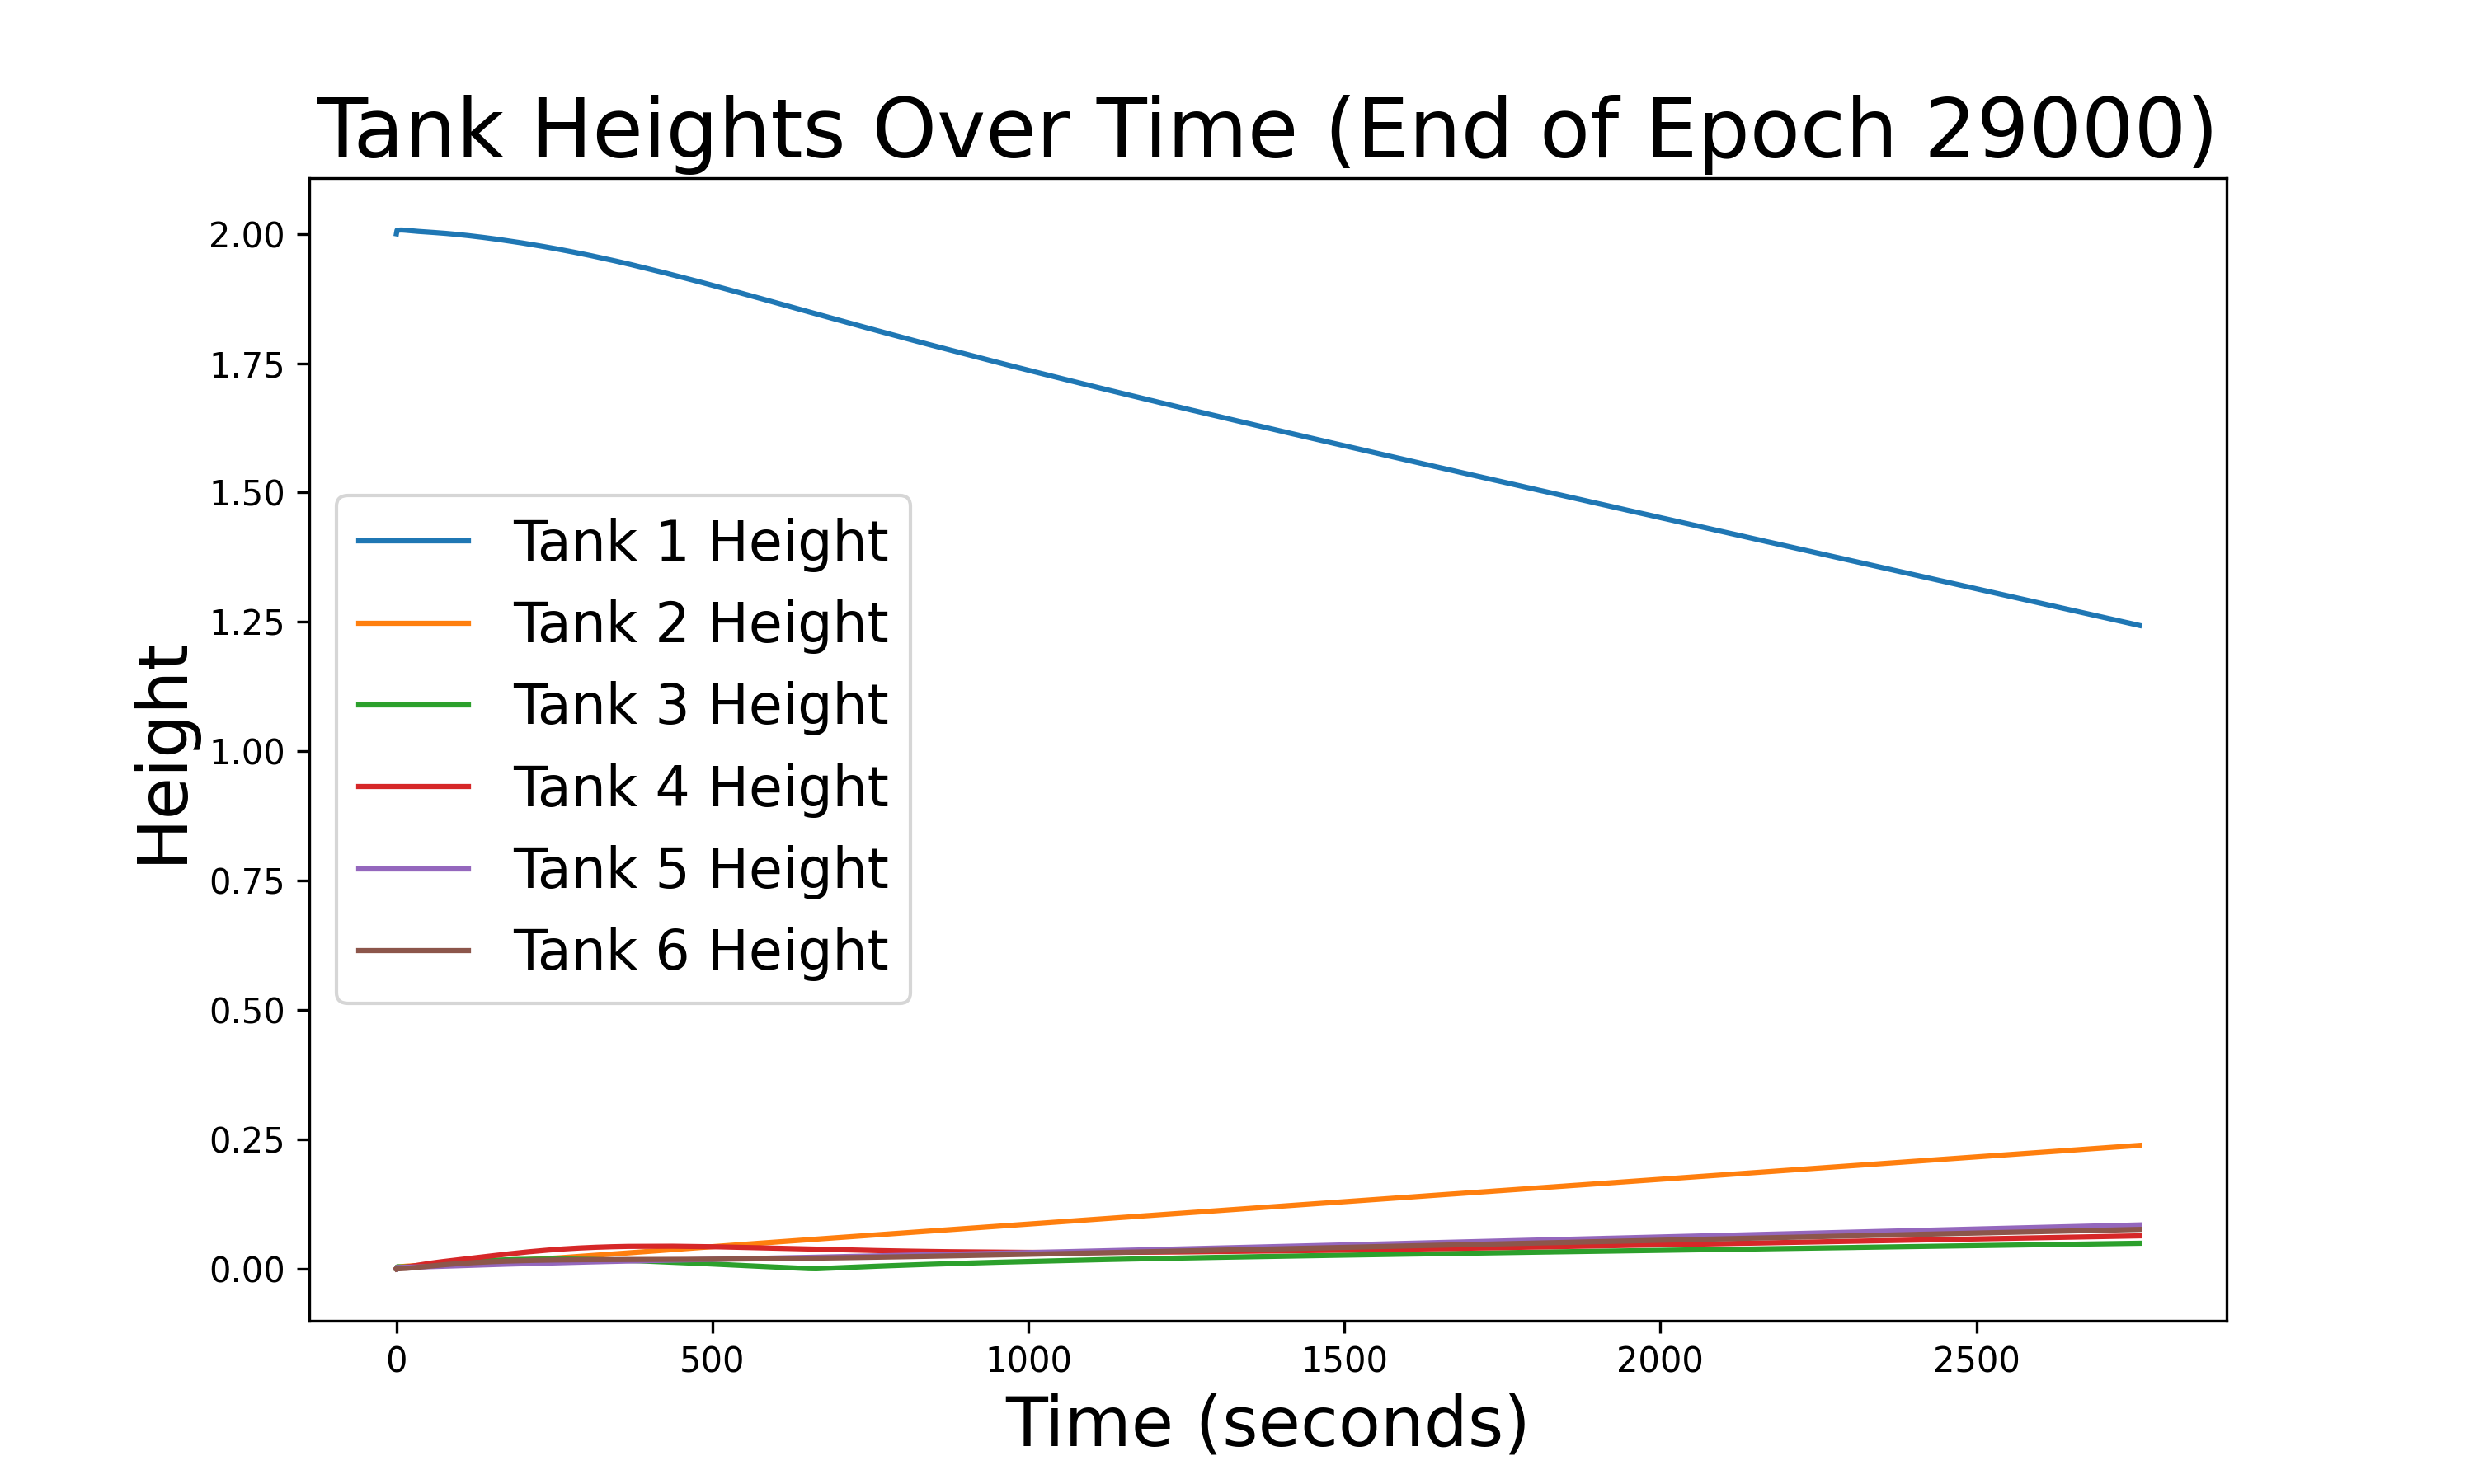 Tank Heights Over Time (End of Epoch 29000)
2.00
1.75
1.50
1.25
1.00
0.75
0.50
0.25
0.00
Height
Tank 1 Height
Tank 2 Height
Tank 3 Height
Tank 4 Height
Tank 5 Height
Tank 6 Height
0 500 1000 1500 2000 2500
Time (seconds)